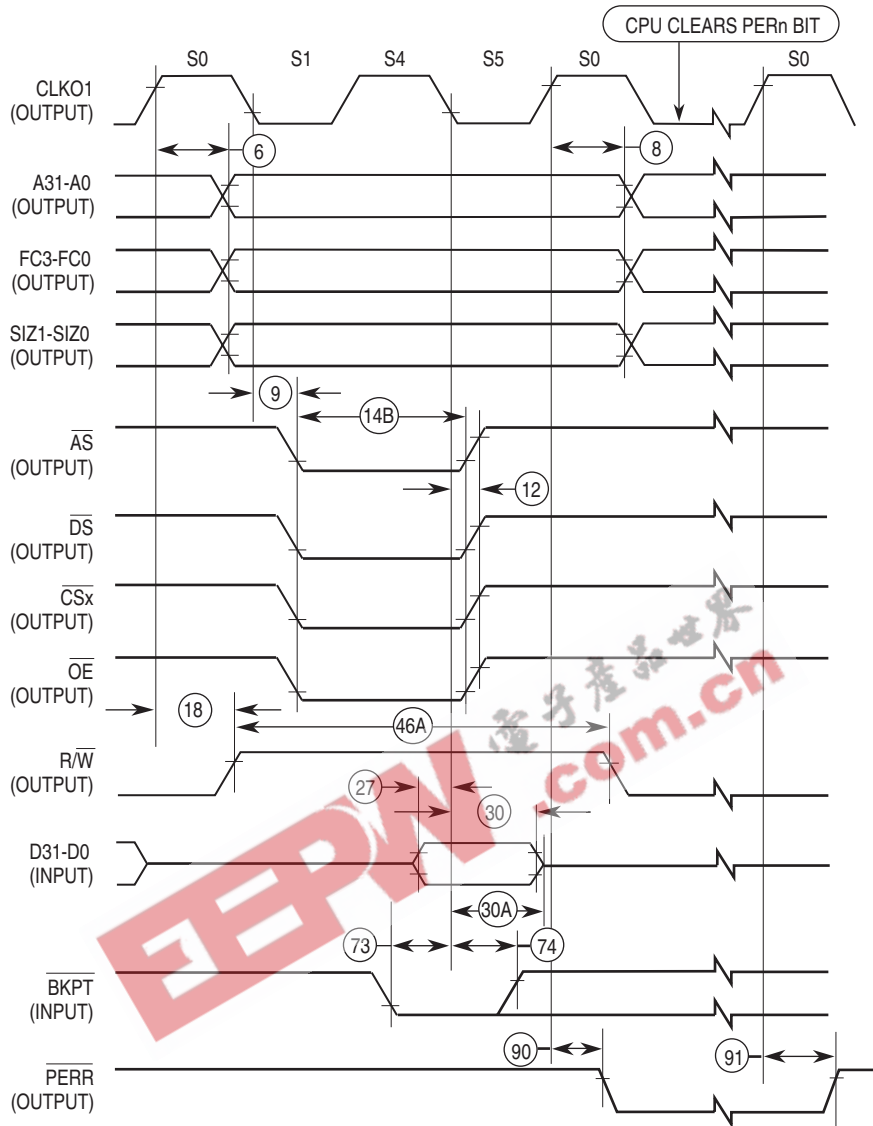 CPU CLEARS PERn BIT
S0 S1 S4 S5 S0 S0
CLKO1
(OUTPUT)
6 8
A31-A0
(OUTPUT)
FC3-FC0
(OUTPUT)
SIZ1-SIZ0
(OUTPUT)
9
14B
AS
(OUTPUT)
12
DS
(OUTPUT)
CSx
(OUTPUT)
OE
(OUTPUT)
18
46A
R/W
(OUTPUT)
27
30
D31-D0
(INPUT)
30A
73 74
BKPT
(INPUT)
90 91
PERR
(OUTPUT)
EEPW.com.cn
電子產品世界